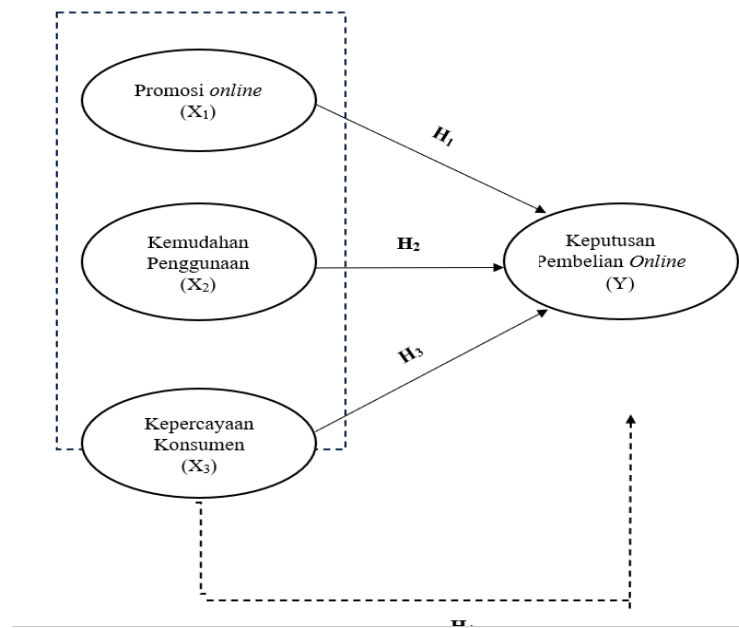 Promosi online
(X₁)
H₁
Kemudahan
Penggunaan
(X₂)
H₂
Keputusan
Pembelian Online
(Y)
H₃
Kepercayaan
Konsumen
(X₃)